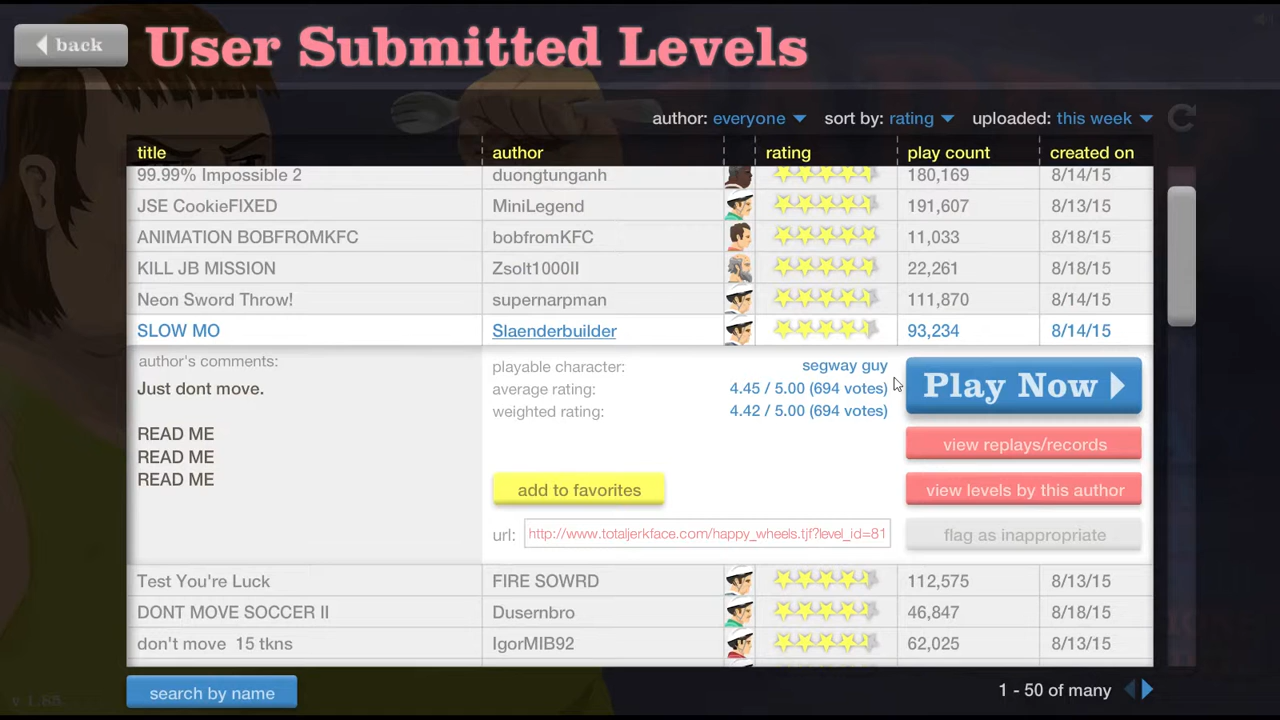 back
User Submitted Levels
author: everyone sort by: rating uploaded: this week
title author rating play count created on
99.99% Impossible 2 duongtunganh 180,169 8/14/15
JSE CookieFIXED MiniLegend 191,607 8/13/15
ANIMATION BOBFROMKFC bobfromKFC 11,033 8/18/15
KILL JB MISSION Zsolt1000II 22,261 8/18/15
Neon Sword Throw! supernarpman 111,870 8/14/15
SLOW MO Slaenderbuilder 93,234 8/14/15
author's comments:
Just dont move.
READ ME
READ ME
READ ME
playable character: segway guy
average rating: 4.45 / 5.00 (694 votes)
weighted rating: 4.42 / 5.00 (694 votes)
add to favorites
url: http://www.totaljerkface.com/happy_wheels.tjf?level_id=81
Play Now
view replays/records
view levels by this author
flag as inappropriate
Test You're Luck FIRE SOWRD 112,575 8/13/15
DONT MOVE SOCCER II Dusernbro 46,847 8/18/15
don't move 15 tkns IgorMIB92 62,025 8/13/15
search by name
1 - 50 of many
v 1.85